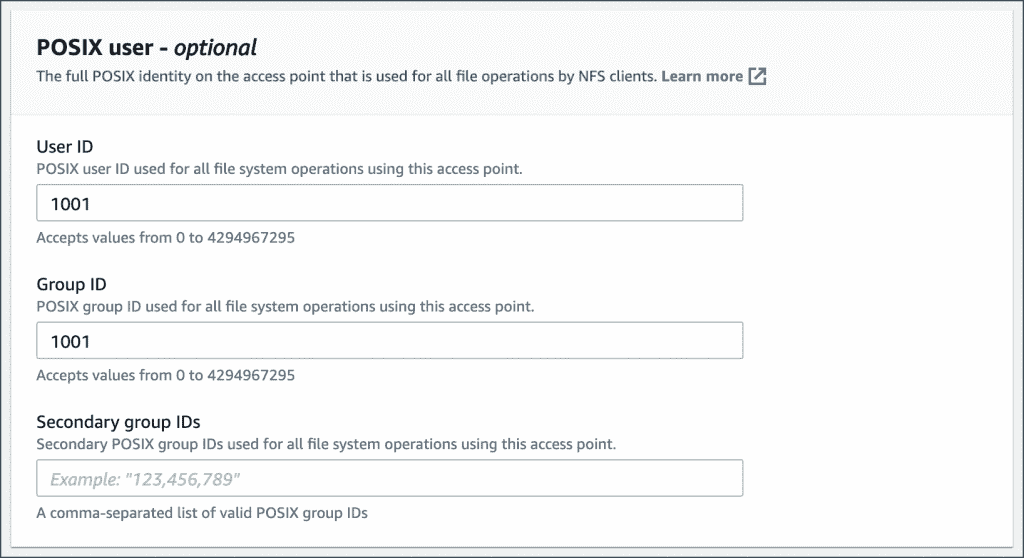 POSIX user - optional
The full POSIX identity on the access point that is used for all file operations by NFS clients. Learn more
User ID
POSIX user ID used for all file system operations using this access point.
1001
Accepts values from 0 to 4294967295
Group ID
POSIX group ID used for all file system operations using this access point.
1001
Accepts values from 0 to 4294967295
Secondary group IDs
Secondary POSIX group IDs used for all file system operations using this access point.
Example: "123,456,789"
A comma-separated list of valid POSIX group IDs